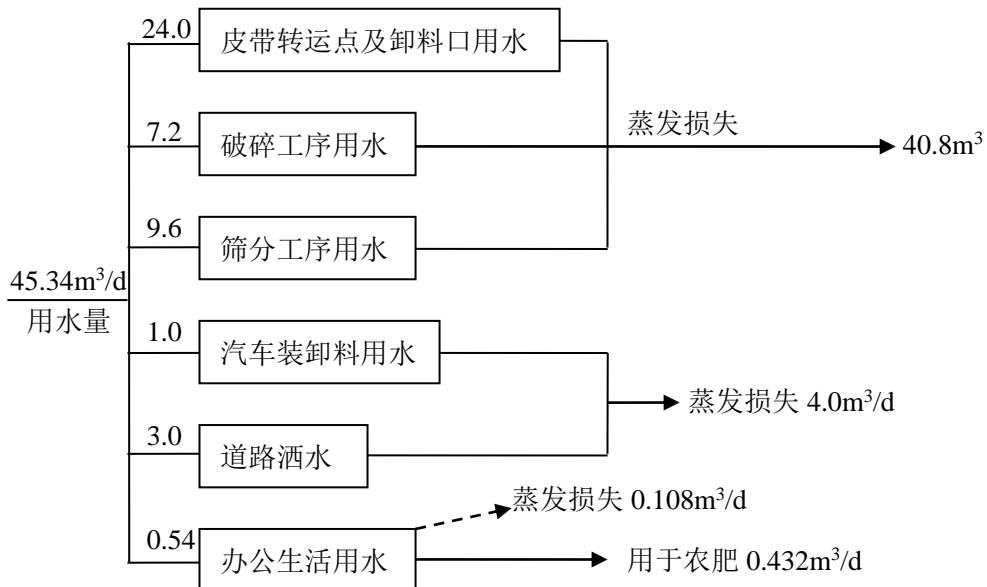 24.0
皮带转运点及卸料口用水
7.2
破碎工序用水
蒸发损失
40.8m³
9.6
筛分工序用水
45.34m³/d
用水量
1.0
汽车装卸料用水
蒸发损失 4.0m³/d
3.0
道路洒水
蒸发损失 0.108m³/d
0.54
办公生活用水
用于农肥 0.432m³/d